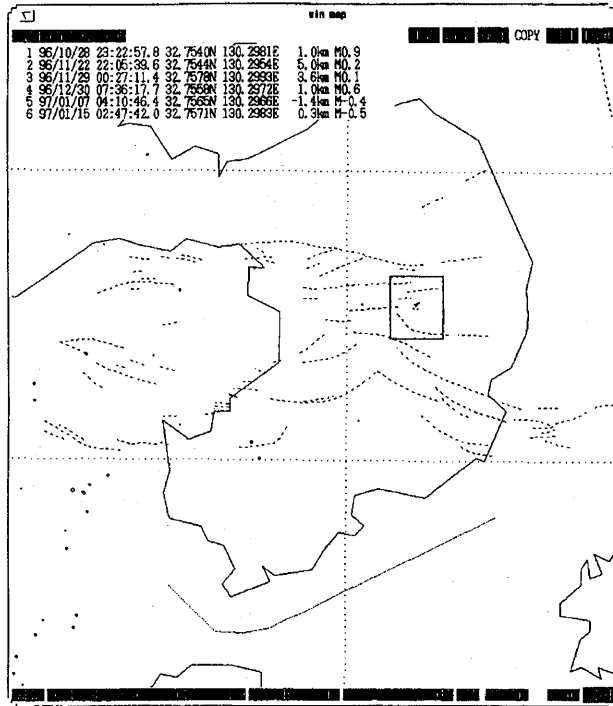 win map
COPY
1 96/10/28 23:22:57.8 32.7540N 130.2981E 1.0km M0.9
2 96/11/22 22:05:39.6 32.7544N 130.2954E 5.0km M0.2
3 96/11/29 00:27:11.4 32.7578N 130.2993E 3.6km M0.1
4 96/12/30 07:36:17.7 32.7558N 130.2972E 1.0km M0.6
5 97/01/07 04:10:46.4 32.7565N 130.2966E -1.4km M-0.4
6 97/01/15 02:47:42.0 32.7571N 130.2983E 0.3km M-0.5